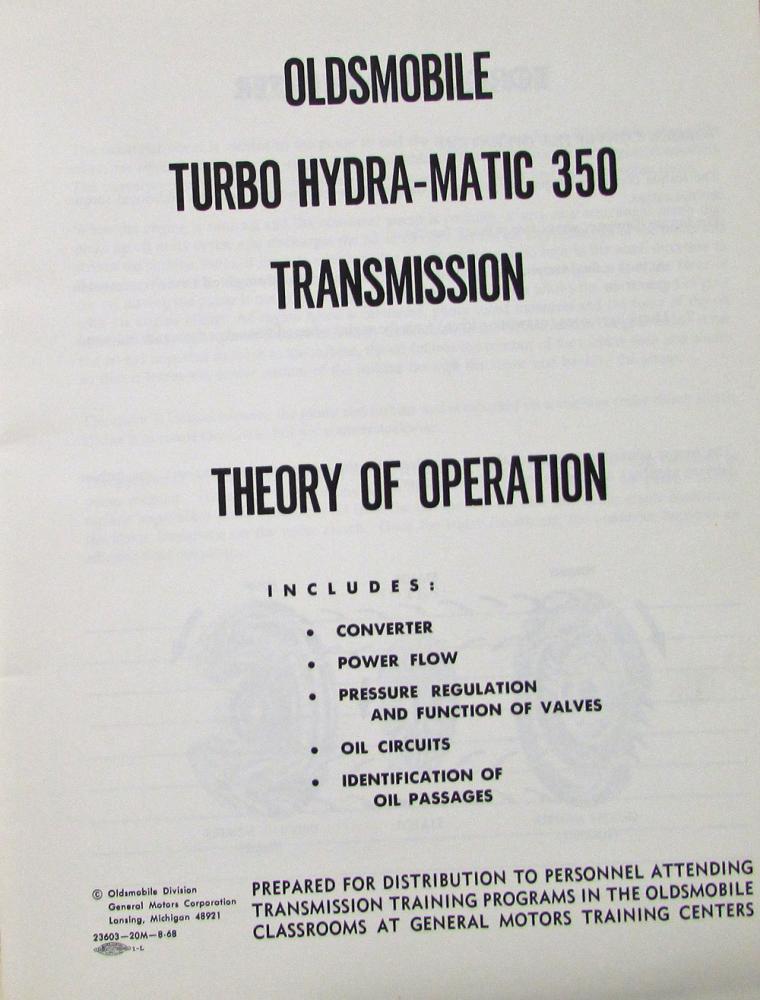 OLDSMOBILE
TURBO HYDRA-MATIC 350
TRANSMISSION
THEORY OF OPERATION
INCLUDES:
• CONVERTER
• POWER FLOW
• PRESSURE REGULATION
AND FUNCTION OF VALVES
• OIL CIRCUITS
• IDENTIFICATION OF
OIL PASSAGES
© Oldsmobile Division
General Motors Corporation
Lansing, Michigan 48921
23603—20M—8-68
1-L
PREPARED FOR DISTRIBUTION TO PERSONNEL ATTENDING
TRANSMISSION TRAINING PROGRAMS IN THE OLDSMOBILE
CLASSROOMS AT GENERAL MOTORS TRAINING CENTERS